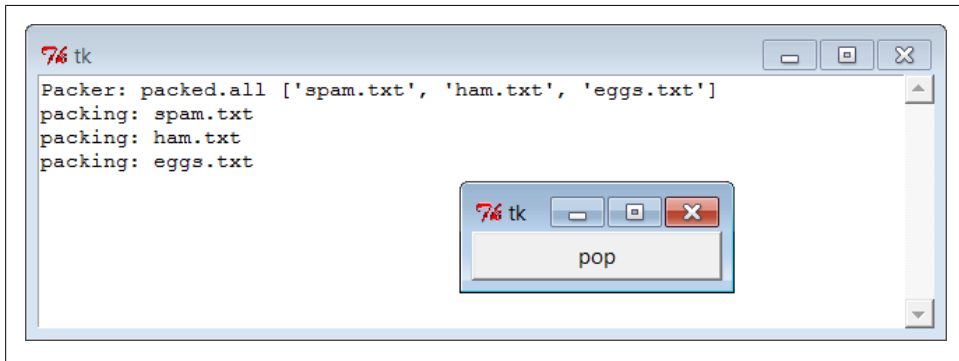 tk
Packer: packed.all ['spam.txt', 'ham.txt', 'eggs.txt']
packing: spam.txt
packing: ham.txt
packing: eggs.txt
tk
pop